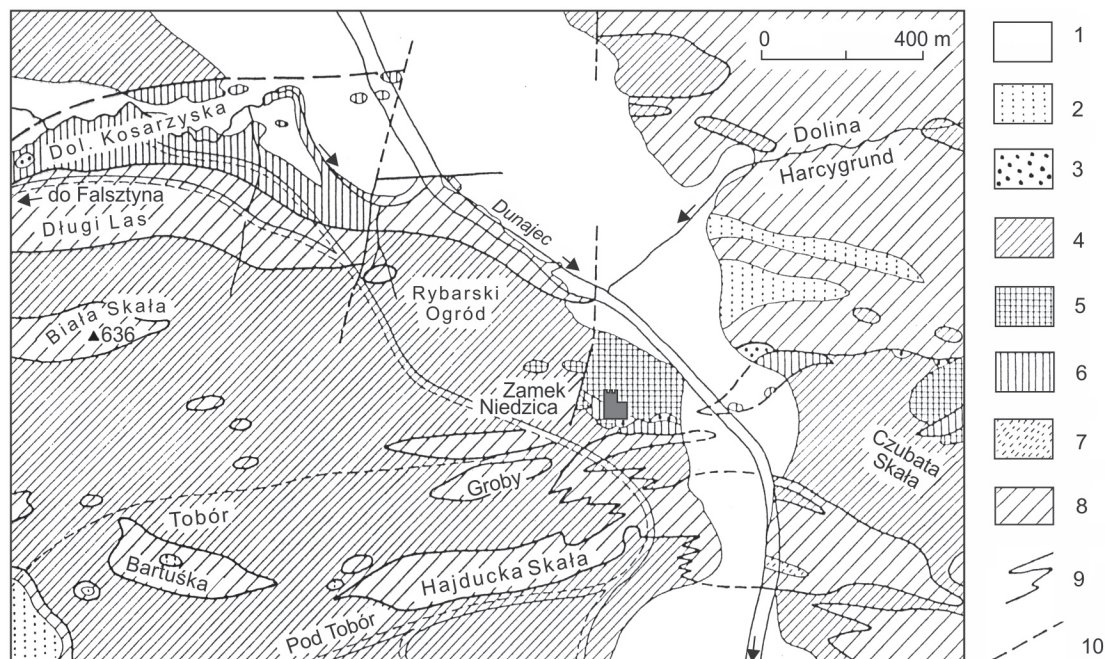 0 400 m
1
2
Dol. Kosarzyska
Dolina
Harcygrund
3
do Falsztyna
Długi Las
Dunajec
4
Rybarski
Ogród
5
Biała Skała
▲636
6
Zamek
Niedzica
7
Czubata
Skała
Groby
8
Tobór
Bartuśka
Hajducka Skała
9
Pod Tobór
10